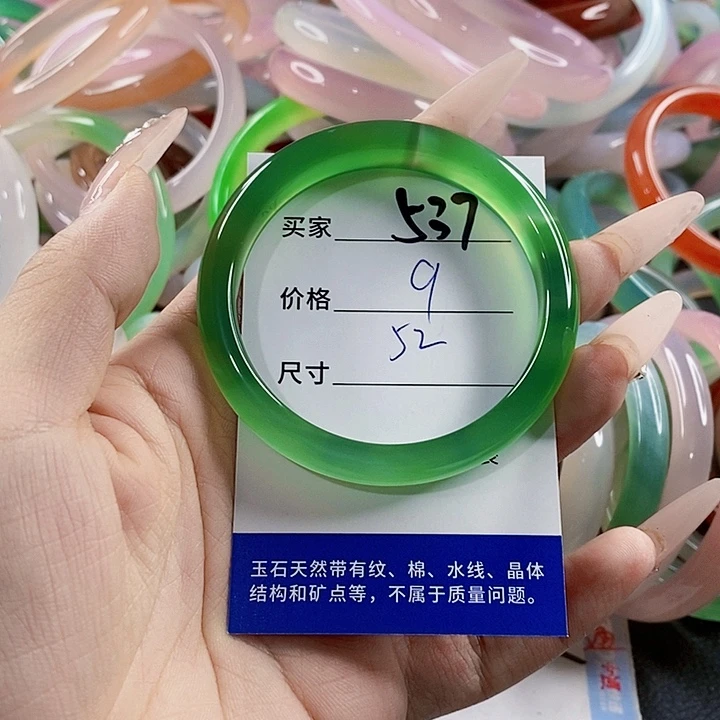 买家 537
价格 9
52
尺寸
玉石天然带有纹、棉、水线、晶体
结构和矿点等，不属于质量问题。